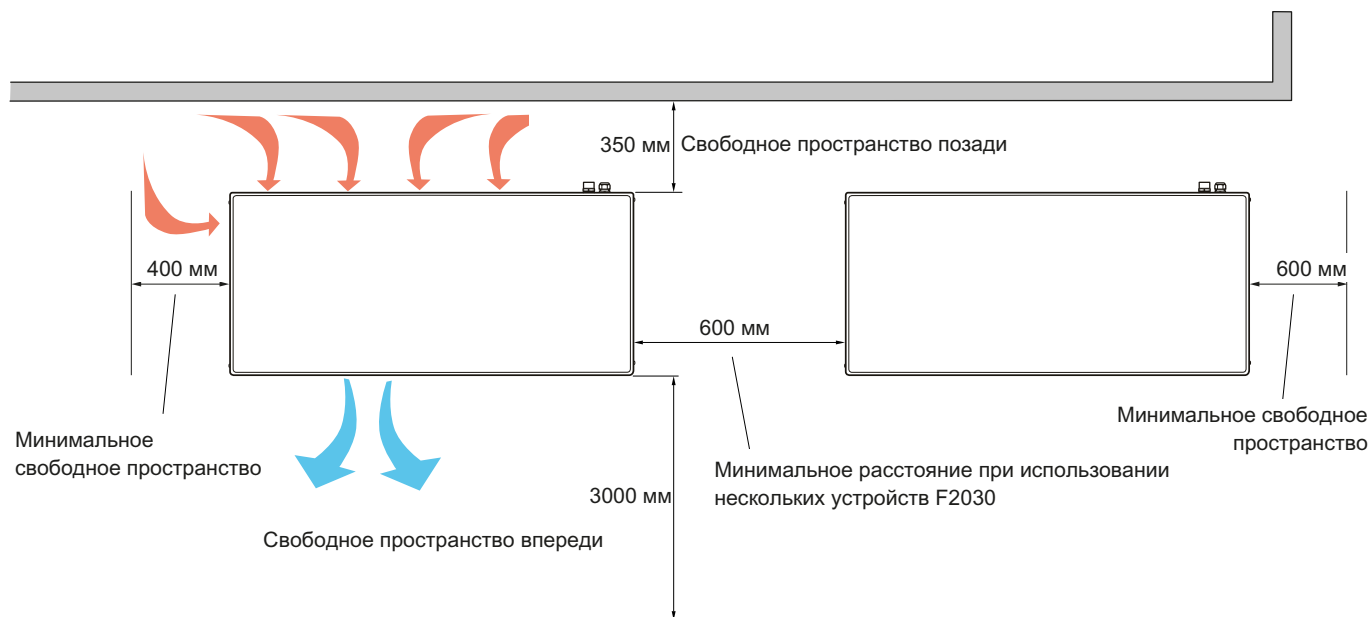 350 мм
Свободное пространство позади
400 мм
600 мм
600 мм
Минимальное
свободное пространство
Минимальное свободное
пространство
Минимальное расстояние при использовании
нескольких устройств F2030
3000 мм
Свободное пространство впереди